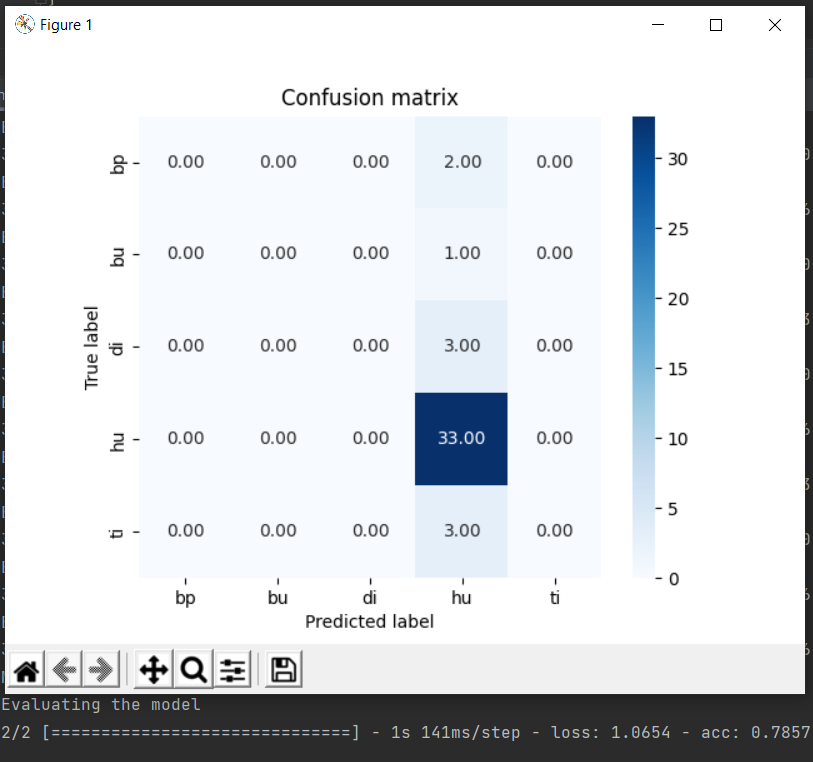 Figure 1
Confusion matrix
bp 0.00 0.00 0.00 2.00 0.00
bu 0.00 0.00 0.00 1.00 0.00
di 0.00 0.00 0.00 3.00 0.00
hu 0.00 0.00 0.00 33.00 0.00
ti 0.00 0.00 0.00 3.00 0.00
True label
bp bu di hu ti
Predicted label
30
25
20
15
10
5
0
Evaluating the model
2/2 [==============================] - 1s 141ms/step - loss: 1.0654 - acc: 0.7857